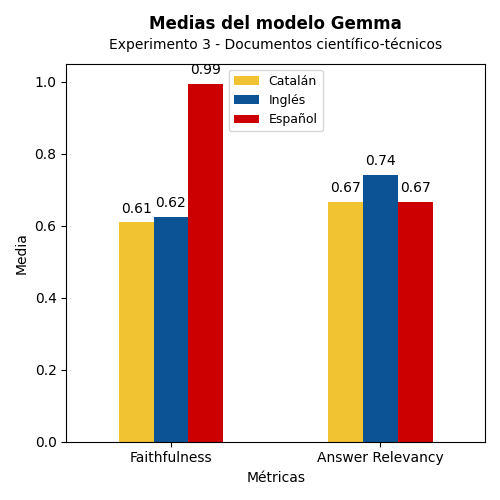 Medias del modelo Gemma
Experimento 3 - Documentos científico-técnicos
Catalán
Inglés
Español
0.61
0.62
0.99
0.67
0.74
0.67
1.0
0.8
0.6
0.4
0.2
0.0
Media
Faithfulness
Answer Relevancy
Métricas